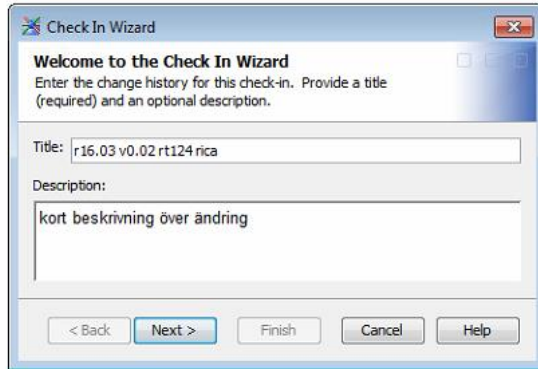 Check In Wizard
Welcome to the Check In Wizard
Enter the change history for this check-in. Provide a title
(required) and an optional description.
Title: r16.03 v0.02 rt124 rica
Description:
kort beskrivning över ändring
< Back Next > Finish Cancel Help